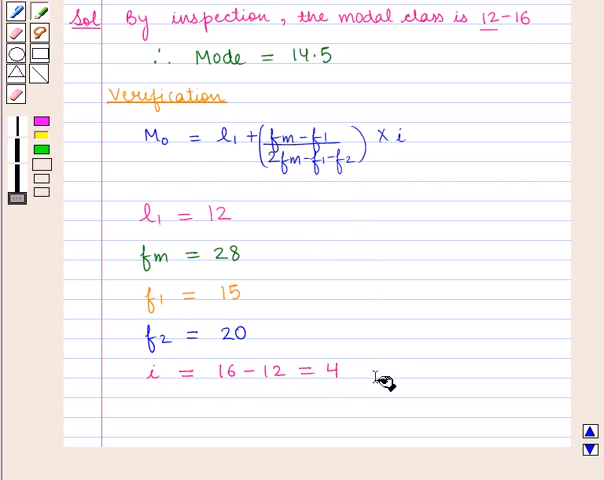 Sol By inspection, the modal class is 12-16
∴ Mode = 14.5
Verification
Mo = l1 + (fm - f1 / 2fm - f1 - f2) × i
l1 = 12
fm = 28
f1 = 15
f2 = 20
i = 16 - 12 = 4